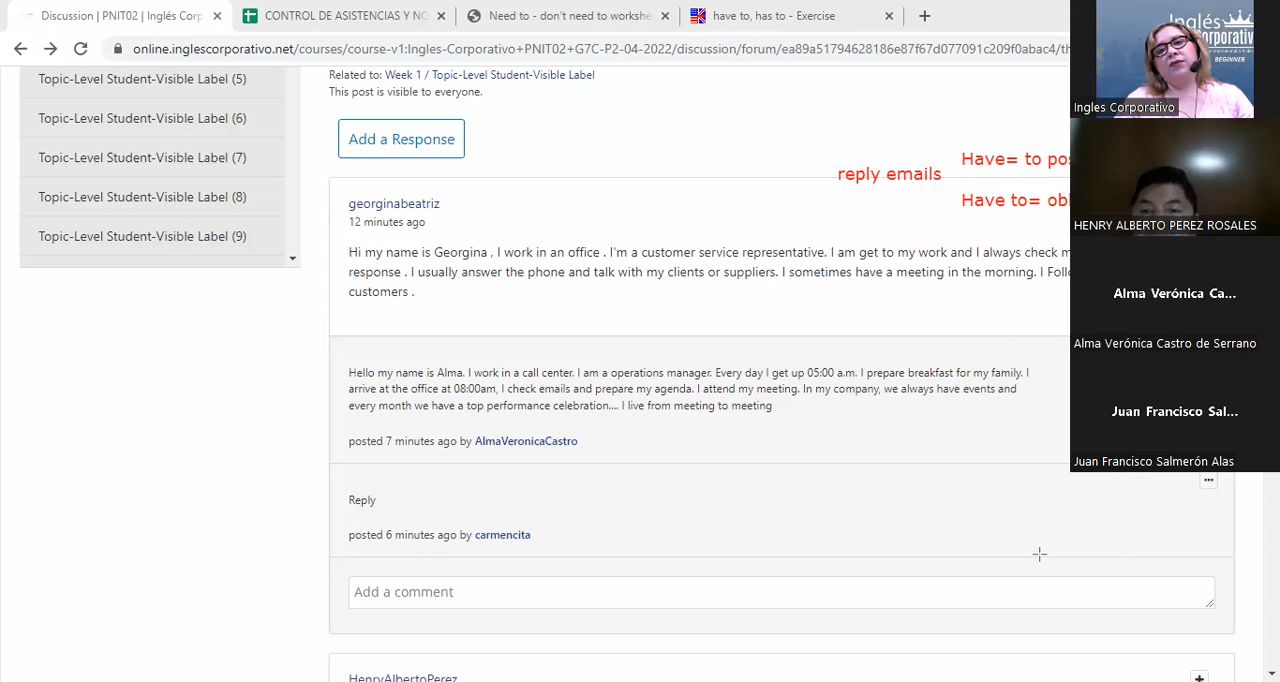 Discussion | PNIT02 | Inglés Corp
CONTROL DE ASISTENCIAS Y NO
Need to - don't need to workshe
have to, has to - Exercise
online.inglescorporativo.net/courses/course-v1:Ingles-Corporativo+PNIT02+G7C-P2-04-2022/discussion/forum/ea89a51794628186e87f67d077091c209f0abac4/th
Topic-Level Student-Visible Label (5)
Topic-Level Student-Visible Label (6)
Topic-Level Student-Visible Label (7)
Topic-Level Student-Visible Label (8)
Topic-Level Student-Visible Label (9)
Related to: Week 1 / Topic-Level Student-Visible Label
This post is visible to everyone.
Add a Response
reply emails
Have= to po
Have to= obl
georginabeatriz
12 minutes ago
Hi my name is Georgina , I work in an office . I'm a customer service representative. I am get to my work and I always check m
response . I usually answer the phone and talk with my clients or suppliers. I sometimes have a meeting in the morning. I Follo
customers .
Hello my name is Alma. I work in a call center. I am a operations manager. Every day I get up 05:00 a.m. I prepare breakfast for my family. I
arrive at the office at 08:00am, I check emails and prepare my agenda. I attend my meeting. In my company, we always have events and
every month we have a top performance celebration.... I live from meeting to meeting
posted 7 minutes ago by AlmaVeronicaCastro
Reply
posted 6 minutes ago by carmencita
Add a comment
HenryAlbertoPerez
Inglés
rporativ
BEGINNER
Ingles Corporativo
HENRY ALBERTO PEREZ ROSALES
Alma Verónica Ca...
Alma Verónica Castro de Serrano
Juan Francisco Sal...
Juan Francisco Salmerón Alas